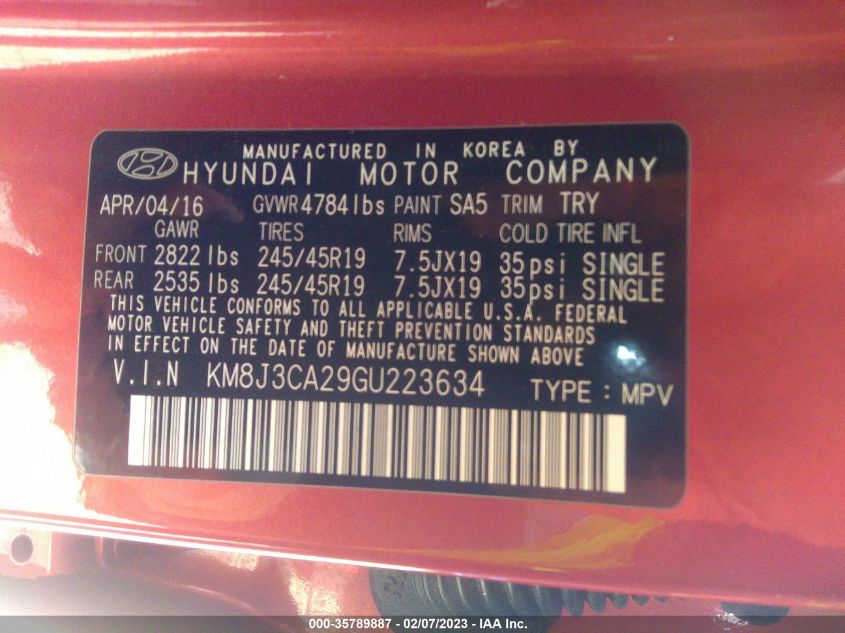 MANUFACTURED IN KOREA BY
HYUNDAI MOTOR COMPANY
APR/04/16 GVWR 4784 lbs PAINT SA5 TRIM TRY
GAWR TIRES RIMS COLD TIRE INFL
FRONT 2822 lbs 245/45R19 7.5JX19 35psi SINGLE
REAR 2535 lbs 245/45R19 7.5JX19 35psi SINGLE
THIS VEHICLE CONFORMS TO ALL APPLICABLE U.S.A. FEDERAL
MOTOR VEHICLE SAFETY AND THEFT PREVENTION STANDARDS
IN EFFECT ON THE DATE OF MANUFACTURE SHOWN ABOVE
V.I.N KM8J3CA29GU223634 TYPE : MPV
000-35789887 - 02/07/2023 - IAA Inc.